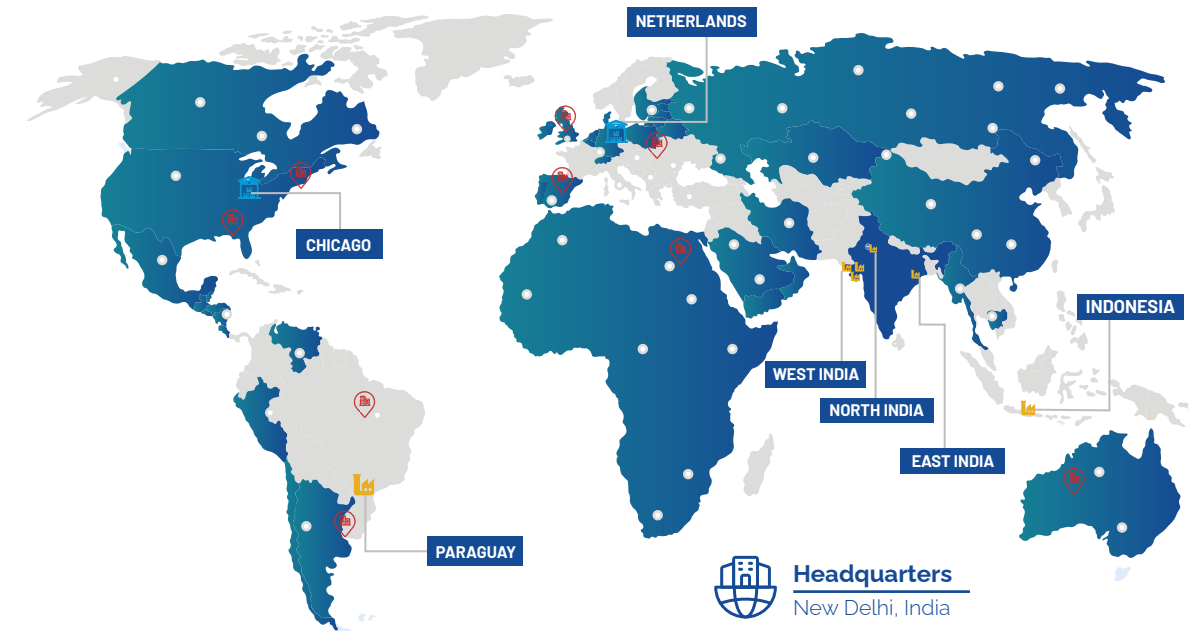 NETHERLANDS
CHICAGO
INDONESIA
WEST INDIA
NORTH INDIA
EAST INDIA
PARAGUAY
Headquarters
New Delhi, India